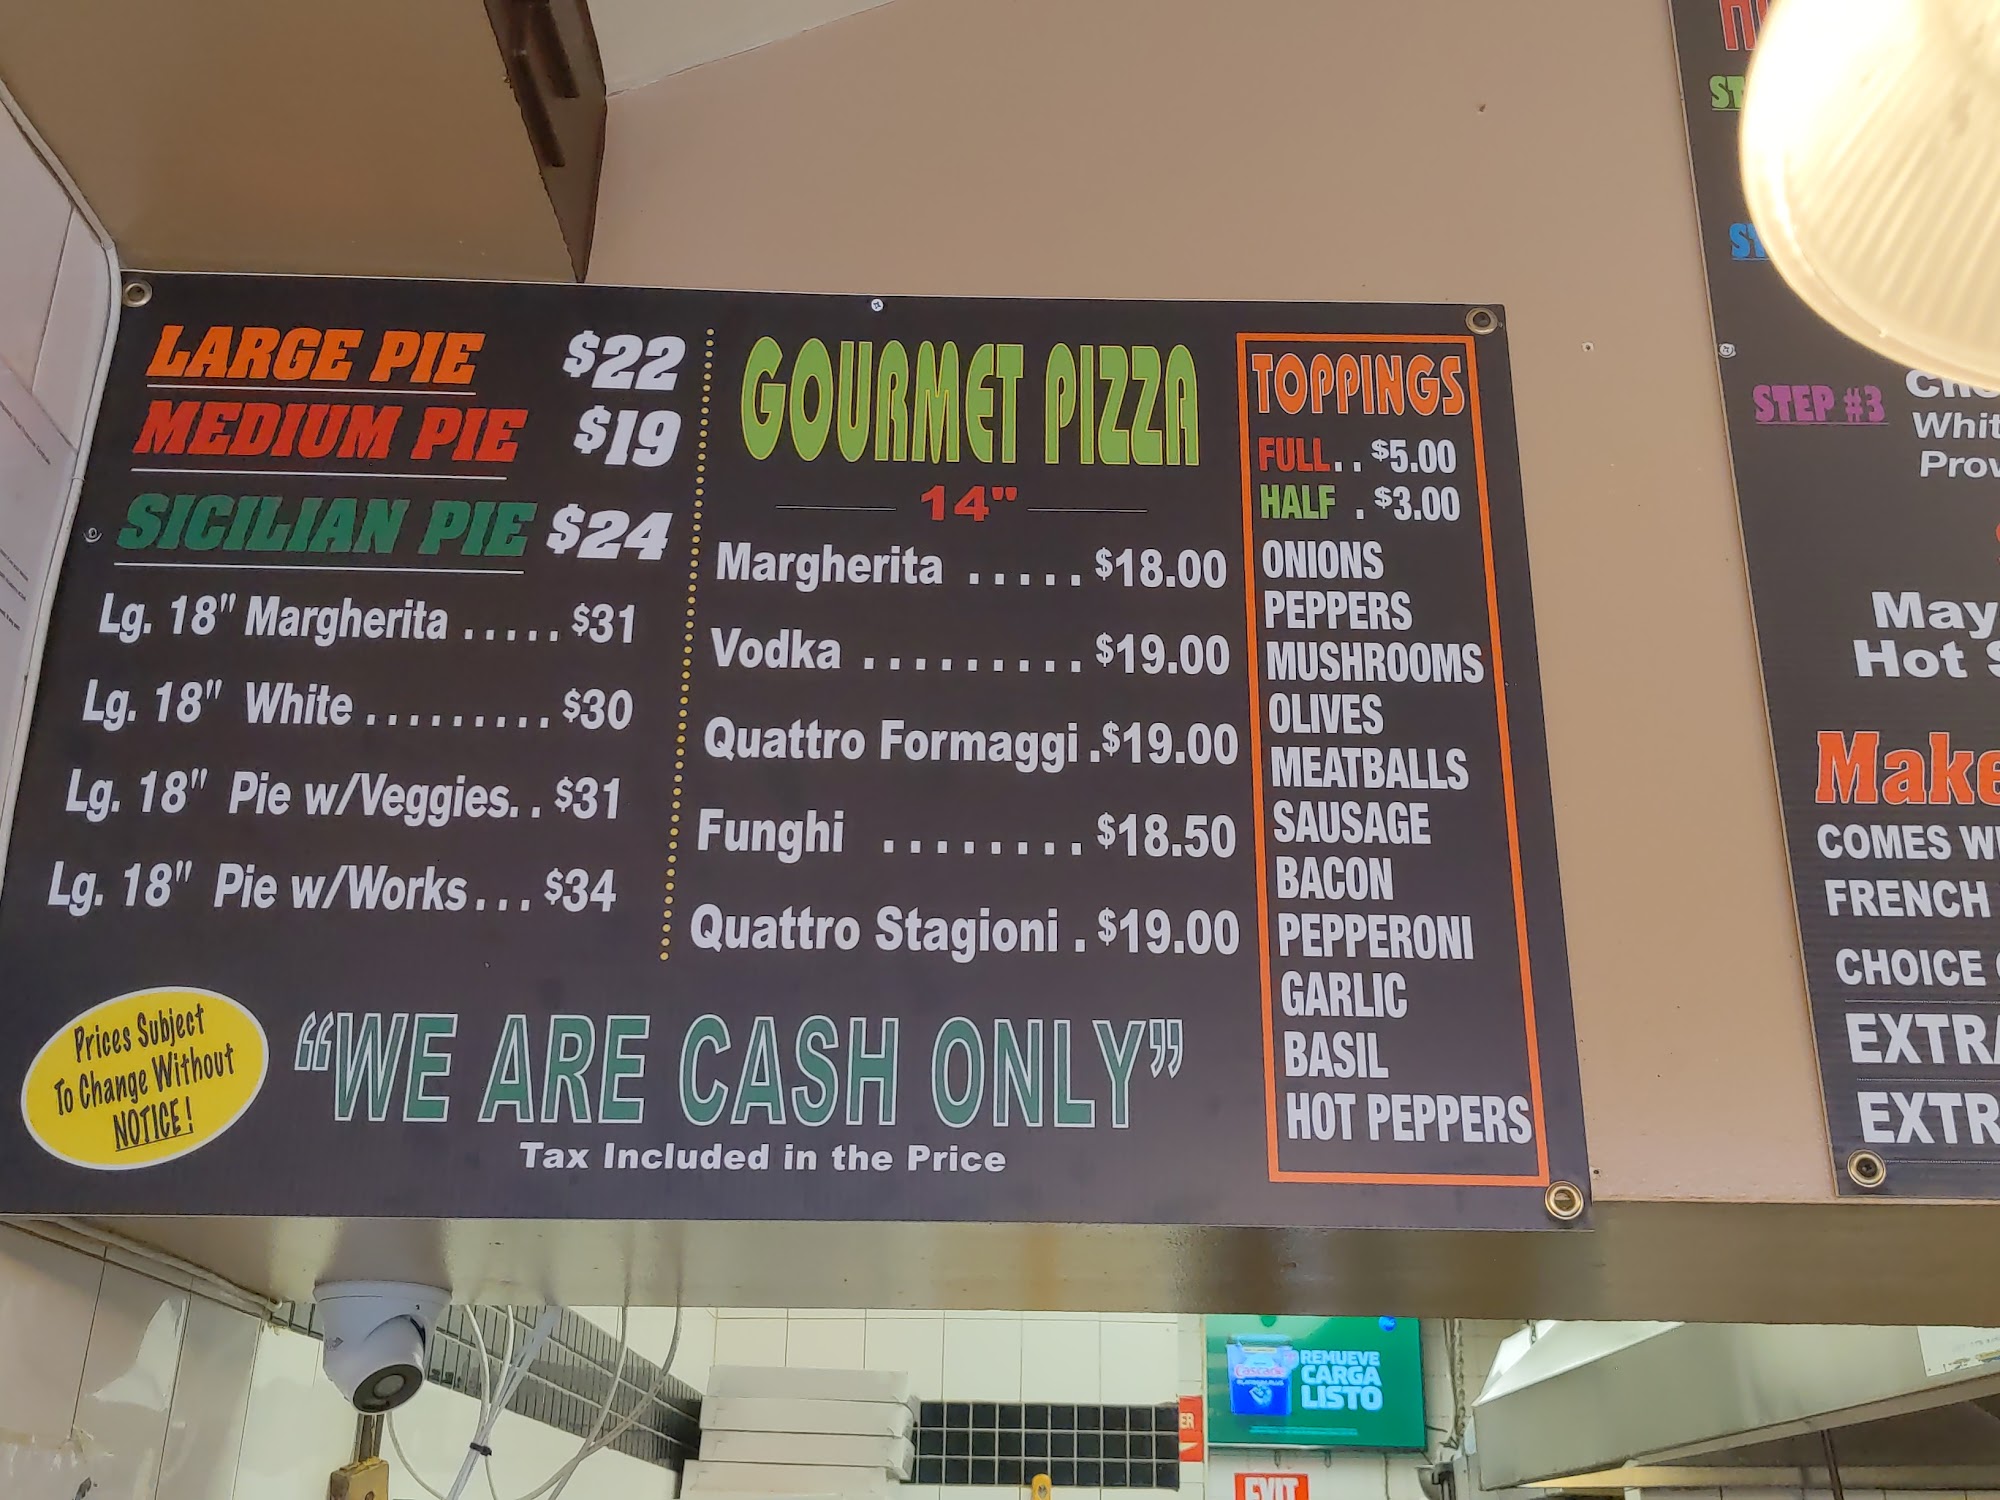 LARGE PIE $22
MEDIUM PIE $19
SICILIAN PIE $24
Lg. 18" Margherita ..... $31
Lg. 18" White ......... $30
Lg. 18" Pie w/Veggies.. $31
Lg. 18" Pie w/Works... $34
GOURMET PIZZA
14"
Margherita ..... $18.00
Vodka ......... $19.00
Quattro Formaggi .$19.00
Funghi ........ $18.50
Quattro Stagioni . $19.00
TOPPINGS
FULL.. $5.00
HALF . $3.00
ONIONS
PEPPERS
MUSHROOMS
OLIVES
MEATBALLS
SAUSAGE
BACON
PEPPERONI
GARLIC
BASIL
HOT PEPPERS
Prices Subject
To Change Without
NOTICE!
"WE ARE CASH ONLY"
Tax Included in the Price
STEP #3
Whit
Prov
May
Hot
Make
COMES
FRENCH
CHOICE
EXTRA
EXTR
REMUEVE
CARGA
LISTO
Cascade
EXIT